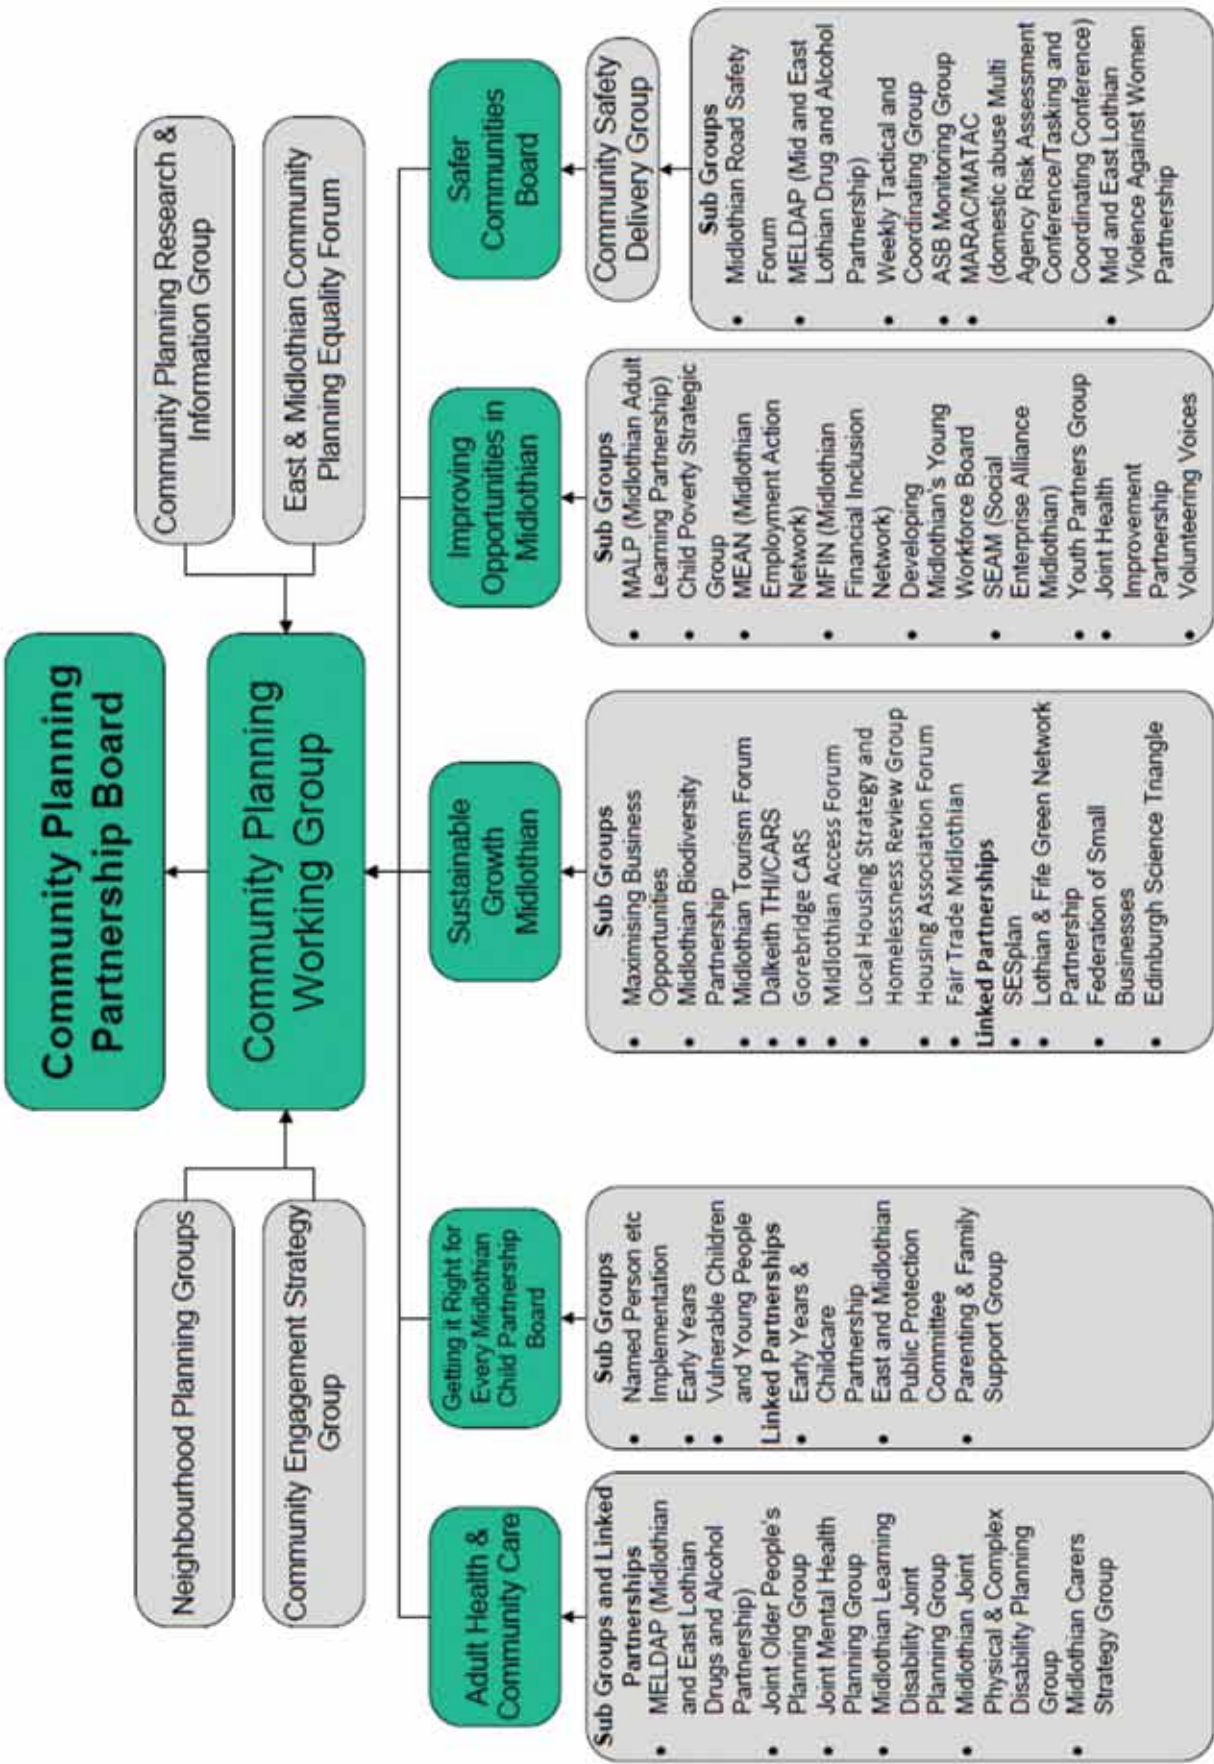 Community Planning
Partnership Board
Neighbourhood Planning Groups
Community Engagement Strategy
Group
Community Planning
Working Group
Community Planning Research &
Information Group
East & Midlothian Community
Planning Equality Forum
Adult Health &
Community Care
Getting it Right for
Every Midlothian
Child Partnership
Board
Sustainable
Growth
Midlothian
Improving
Opportunities in
Midlothian
Safer
Communities
Board
Community Safety
Delivery Group
Sub Groups and Linked
Partnerships
• MELDAP (Midlothian
and East Lothian
Drugs and Alcohol
Partnership)
• Joint Older People's
Planning Group
• Joint Mental Health
Planning Group
• Midlothian Learning
Disability Joint
Planning Group
• Midlothian Joint
Physical & Complex
Disability Planning
Group
• Midlothian Carers
Strategy Group
Sub Groups
• Named Person etc
Implementation
• Early Years
• Vulnerable Children
and Young People
Linked Partnerships
• Early Years &
Childcare
Partnership
• East and Midlothian
Public Protection
Committee
• Parenting & Family
Support Group
Sub Groups
• Maximising Business
Opportunities
• Midlothian Biodiversity
Partnership
• Midlothian Tourism Forum
• Dalkeith THI/CARS
• Gorebridge CARS
• Midlothian Access Forum
• Local Housing Strategy and
Homelessness Review Group
• Housing Association Forum
• Fair Trade Midlothian
Linked Partnerships
• SESplan
• Lothian & Fife Green Network
Partnership
• Federation of Small
Businesses
• Edinburgh Science Triangle
Sub Groups
• MALP (Midlothian Adult
Learning Partnership)
• Child Poverty Strategic
Group
• MEAN (Midlothian
Employment Action
Network)
• MFIN (Midlothian
Financial Inclusion
Network)
• Developing
Midlothian's Young
Workforce Board
• SEAM (Social
Enterprise Alliance
Midlothian)
• Youth Partners Group
• Joint Health
Improvement
Partnership
• Volunteering Voices
Sub Groups
• Midlothian Road Safety
Forum
• MELDAP (Mid and East
Lothian Drug and Alcohol
Partnership)
• Weekly Tactical and
Coordinating Group
• ASB Monitoring Group
• MARAC/MATAC
(domestic abuse Multi
Agency Risk Assessment
Conference/Tasking and
Coordinating Conference)
• Mid and East Lothian
Violence Against Women
Partnership